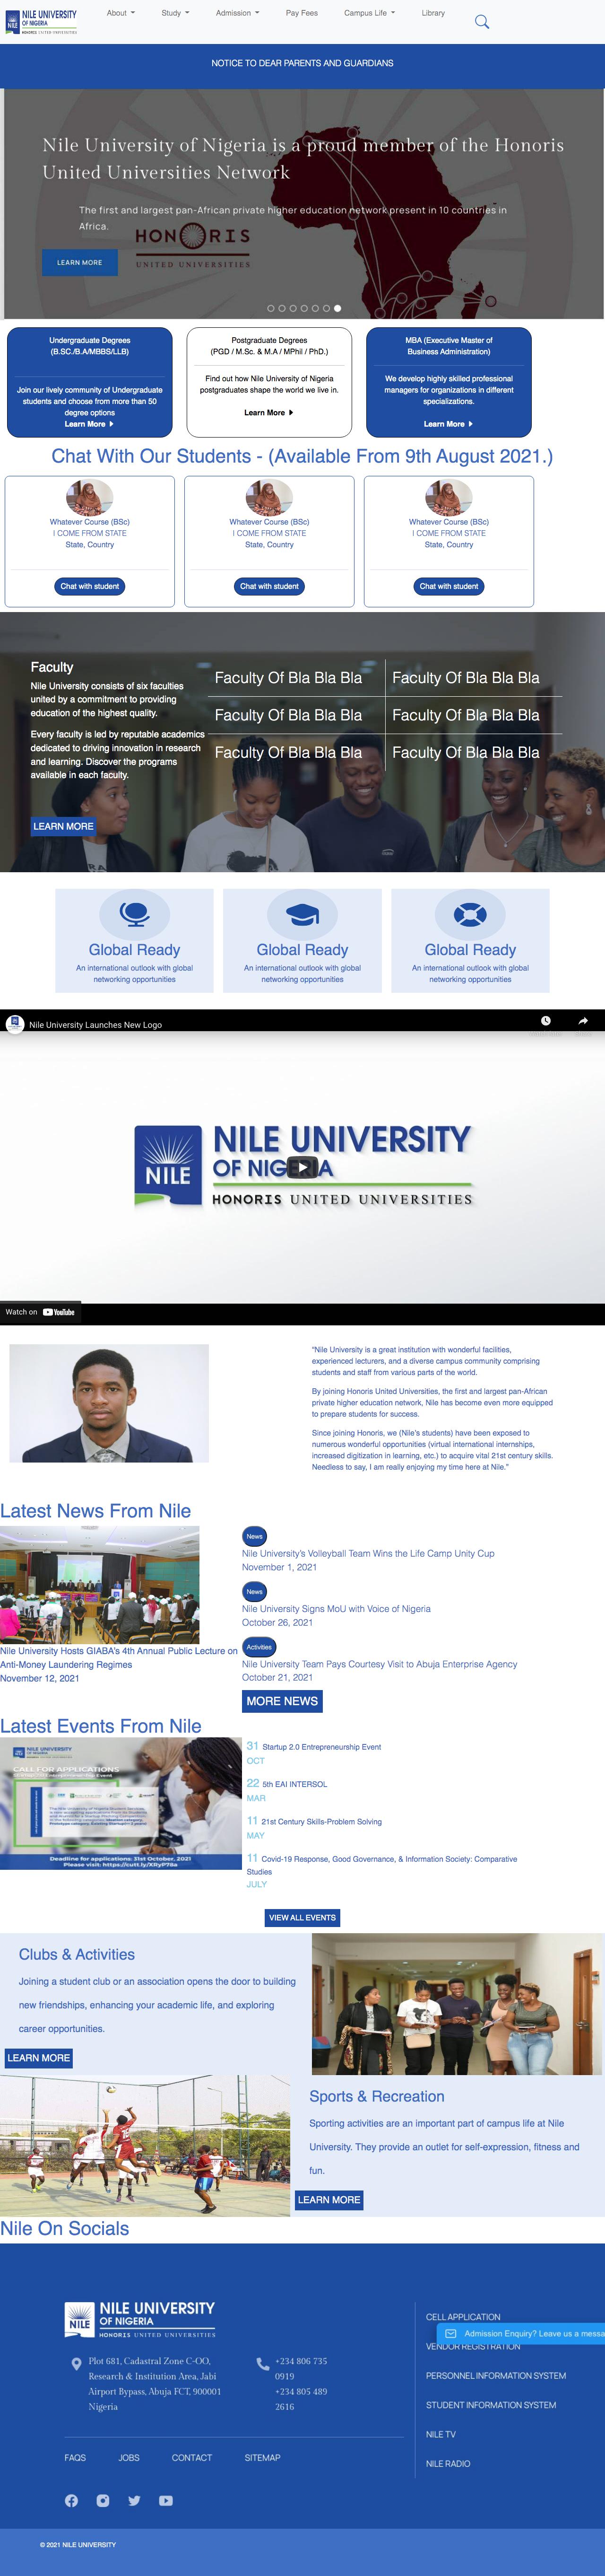 NILE UNIVERSITY
OF NIGERIA
HONORIS UNITED UNIVERSITIES
About
Study
Admission
Pay Fees
Campus Life
Library
NOTICE TO DEAR PARENTS AND GUARDIANS
Nile University of Nigeria is a proud member of the Honoris
United Universities Network
The first and largest pan-African private higher education network present in 10 countries in
Africa.
HONORIS
UNITED UNIVERSITIES
LEARN MORE
Undergraduate Degrees
(B.SC./B.A/MBBS/LLB)
Join our lively community of Undergraduate
students and choose from more than 50
degree options
Learn More
Postgraduate Degrees
(PGD / M.Sc. & M.A / MPhil / PhD.)
Find out how Nile University of Nigeria
postgraduates shape the world we live in.
Learn More
MBA (Executive Master of
Business Administration)
We develop highly skilled professional
managers for organizations in different
specializations.
Learn More
Chat With Our Students - (Available From 9th August 2021.)
Whatever Course (BSc)
I COME FROM STATE
State, Country
Chat with student
Whatever Course (BSc)
I COME FROM STATE
State, Country
Chat with student
Whatever Course (BSc)
I COME FROM STATE
State, Country
Chat with student
Faculty
Nile University consists of six faculties
united by a commitment to providing
education of the highest quality.
Every faculty is led by reputable academics
dedicated to driving innovation in research
and learning. Discover the programs
available in each faculty.
LEARN MORE
Faculty Of Bla Bla Bla
Faculty Of Bla Bla Bla
Faculty Of Bla Bla Bla
Faculty Of Bla Bla Bla
Faculty Of Bla Bla Bla
Faculty Of Bla Bla Bla
Global Ready
An international outlook with global
networking opportunities
Global Ready
An international outlook with global
networking opportunities
Global Ready
An international outlook with global
networking opportunities
Nile University Launches New Logo
NILE
NILE UNIVERSITY
OF NIGERIA
HONORIS UNITED UNIVERSITIES
Watch on YouTube
"Nile University is a great institution with wonderful facilities,
experienced lecturers, and a diverse campus community comprising
students and staff from various parts of the world.
By joining Honoris United Universities, the first and largest pan-African
private higher education network, Nile has become even more equipped
to prepare students for success.
Since joining Honoris, we (Nile's students) have been exposed to
numerous wonderful opportunities (virtual international internships,
increased digitization in learning, etc.) to acquire vital 21st century skills.
Needless to say, I am really enjoying my time here at Nile."
Latest News From Nile
Nile University Hosts GIABA's 4th Annual Public Lecture on
Anti-Money Laundering Regimes
November 12, 2021
News
Nile University's Volleyball Team Wins the Life Camp Unity Cup
November 1, 2021
News
Nile University Signs MoU with Voice of Nigeria
October 26, 2021
Activities
Nile University Team Pays Courtesy Visit to Abuja Enterprise Agency
October 21, 2021
MORE NEWS
Latest Events From Nile
NILE UNIVERSITY
CALL FOR APPLICATIONS
Deadline for applications: 31st October, 2021
Please visit: https://cutt.ly/XRyP78a
31 Startup 2.0 Entrepreneurship Event
OCT
22 5th EAI INTERSOL
MAR
11 21st Century Skills-Problem Solving
MAY
11 Covid-19 Response, Good Governance, & Information Society: Comparative
Studies
JULY
VIEW ALL EVENTS
Clubs & Activities
Joining a student club or an association opens the door to building
new friendships, enhancing your academic life, and exploring
career opportunities.
LEARN MORE
Sports & Recreation
Sporting activities are an important part of campus life at Nile
University. They provide an outlet for self-expression, fitness and
fun.
LEARN MORE
Nile On Socials
NILE
NILE UNIVERSITY
OF NIGERIA
HONORIS UNITED UNIVERSITIES
Plot 681, Cadastral Zone C-OO,
Research & Institution Area, Jabi
Airport Bypass, Abuja FCT, 900001
Nigeria
+234 806 735
0919
+234 805 489
2616
FAQS
JOBS
CONTACT
SITEMAP
CELL APPLICATION
Admission Enquiry? Leave us a messa
VENDOR REGISTRATION
PERSONNEL INFORMATION SYSTEM
STUDENT INFORMATION SYSTEM
NILE TV
NILE RADIO
© 2021 NILE UNIVERSITY